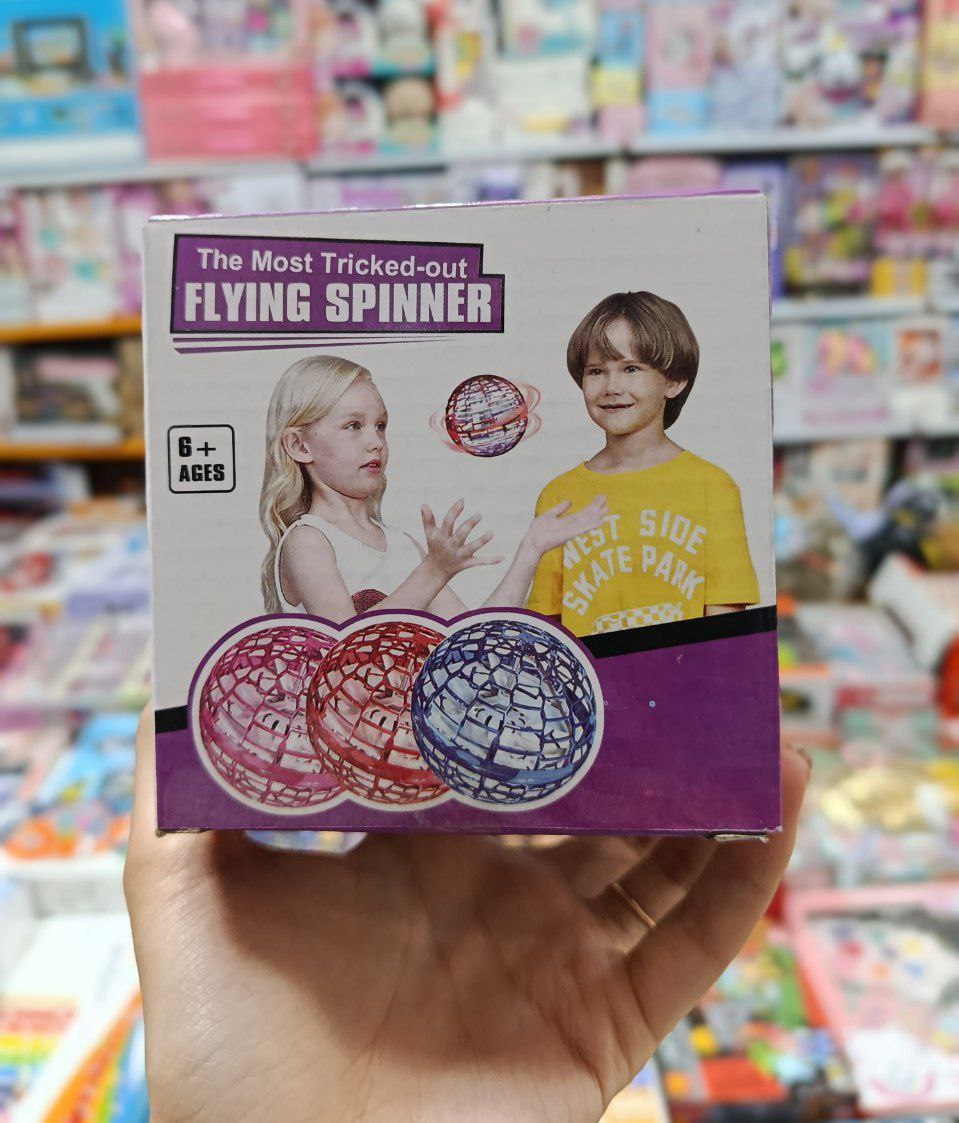 The Most Tricked-out
FLYING SPINNER
6+
AGES
WEST SIDE
SKATE PARK